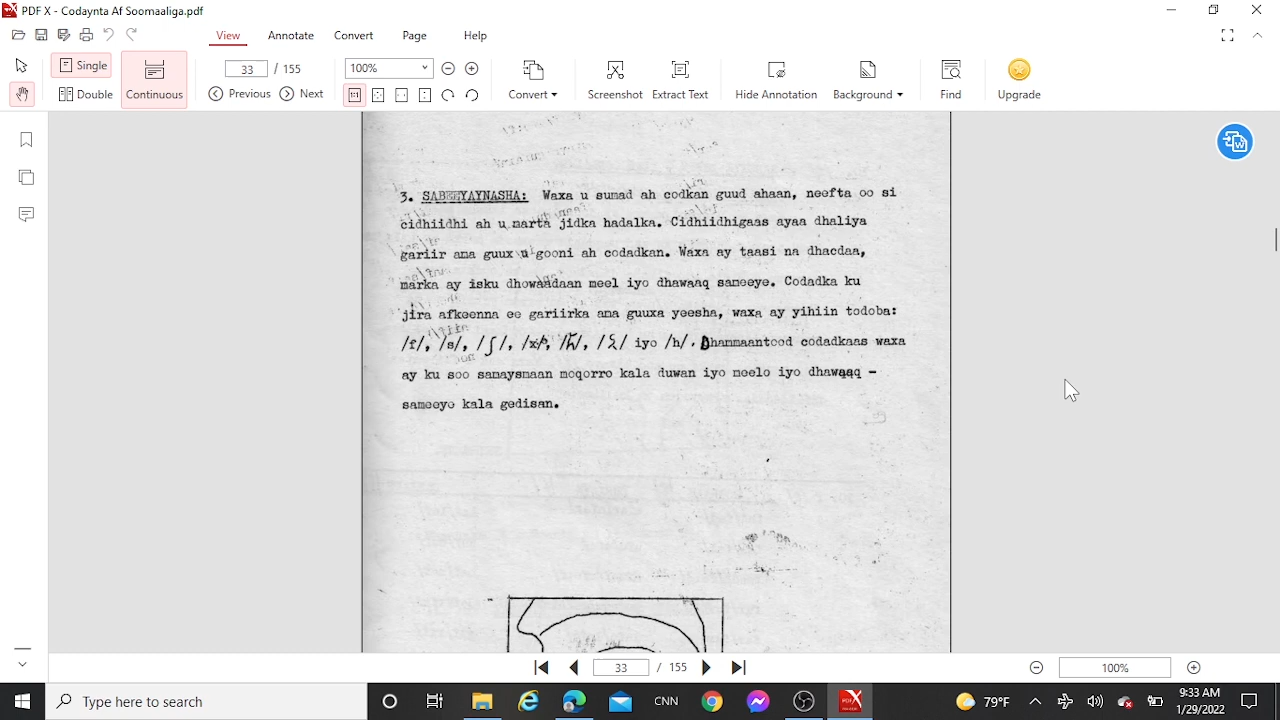 PDF X - Codaynta Af Soomaaliga.pdf
View Annotate Convert Page Help
Single
Double
Continuous
33 / 155
Previous Next
100%
Convert
Screenshot
Extract Text
Hide Annotation
Background
Find
Upgrade
3. SABEEYAYNASHA: Waxa u sumad ah codkan guud ahaan, neefta oo si
cidhiidhi ah u marta jidka hadalka. Cidhiidhigaas ayaa dhaliya
gariir ama guux u gooni ah codadkan. Waxa ay taasi na dhacdaa,
marka ay isku dhowaadaan meel iyo dhawaaq sameeye. Codadka ku
jira afkeenna ee gariirka ama guuxa yeesha, waxa ay yihiin todoba:
/f/, /s/, /ʃ/, /x/, /ħ/, /ʕ/ iyo /h/. Dhammaantood codadkaas waxa
ay ku soo samaysmaan moqorro kala duwan iyo meelo iyo dhawaaq -
sameeye kala gedisan.
33 / 155
100%
Type here to search
CNN
79°F
9:33 AM
1/29/2022